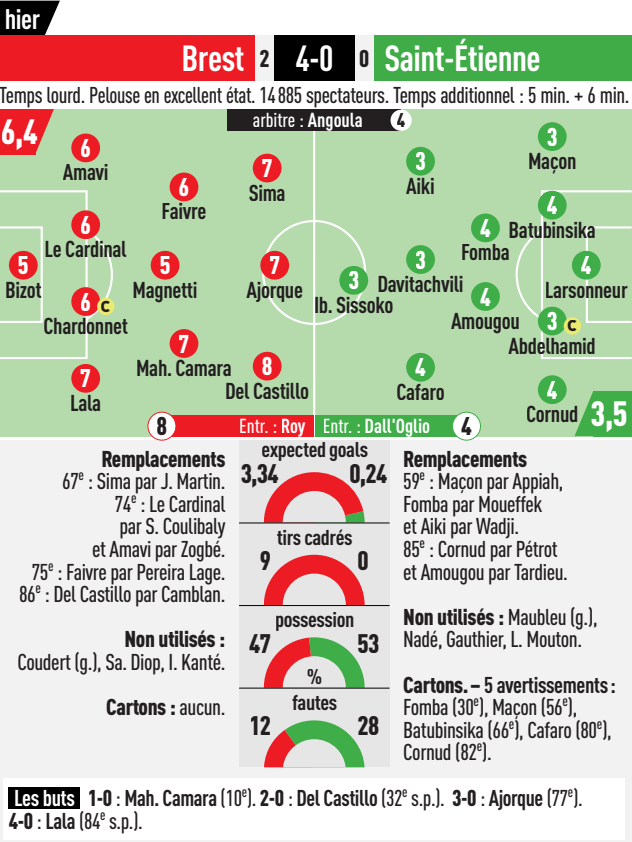 hier
Brest 2 4-0 0 Saint-Étienne
Temps lourd. Pelouse en excellent état. 14 885 spectateurs. Temps additionnel : 5 min. + 6 min.
arbitre : Angoula 4
6,4
6
Amavi
6
Faivre
7
Sima
6
Le Cardinal
5
Bizot
5
Magnetti
7
Ajorque
6 C
Chardonnet
7
Mah. Camara
7
Lala
8
Del Castillo
3
Aiki
3
Maçon
4
Batubinsika
4
Fomba
3
Davitachvili
3
Ib. Sissoko
4
Larsonneur
4
Amougou
3 C
Abdelhamid
4
Cafaro
4
Cornud
3,5
8 Entr. : Roy
Entr. : Dall'Oglio 4
Remplacements
67e : Sima par J. Martin.
74e : Le Cardinal
par S. Coulibaly
et Amavi par Zogbé.
75e : Faivre par Pereira Lage.
86e : Del Castillo par Camblan.
Non utilisés :
Coudert (g.), Sa. Diop, I. Kanté.
Cartons : aucun.
expected goals
3,34 0,24
tirs cadrés
9 0
possession
47 53
%
fautes
12 28
Remplacements
59e : Maçon par Appiah,
Fomba par Moueffek
et Aiki par Wadji.
85e : Cornud par Pétrot
et Amougou par Tardieu.
Non utilisés : Maubleu (g.),
Nadé, Gauthier, L. Mouton.
Cartons. – 5 avertissements :
Fomba (30e), Maçon (56e),
Batubinsika (66e), Cafaro (80e),
Cornud (82e).
Les buts 1-0 : Mah. Camara (10e). 2-0 : Del Castillo (32e s.p.). 3-0 : Ajorque (77e).
4-0 : Lala (84e s.p.).